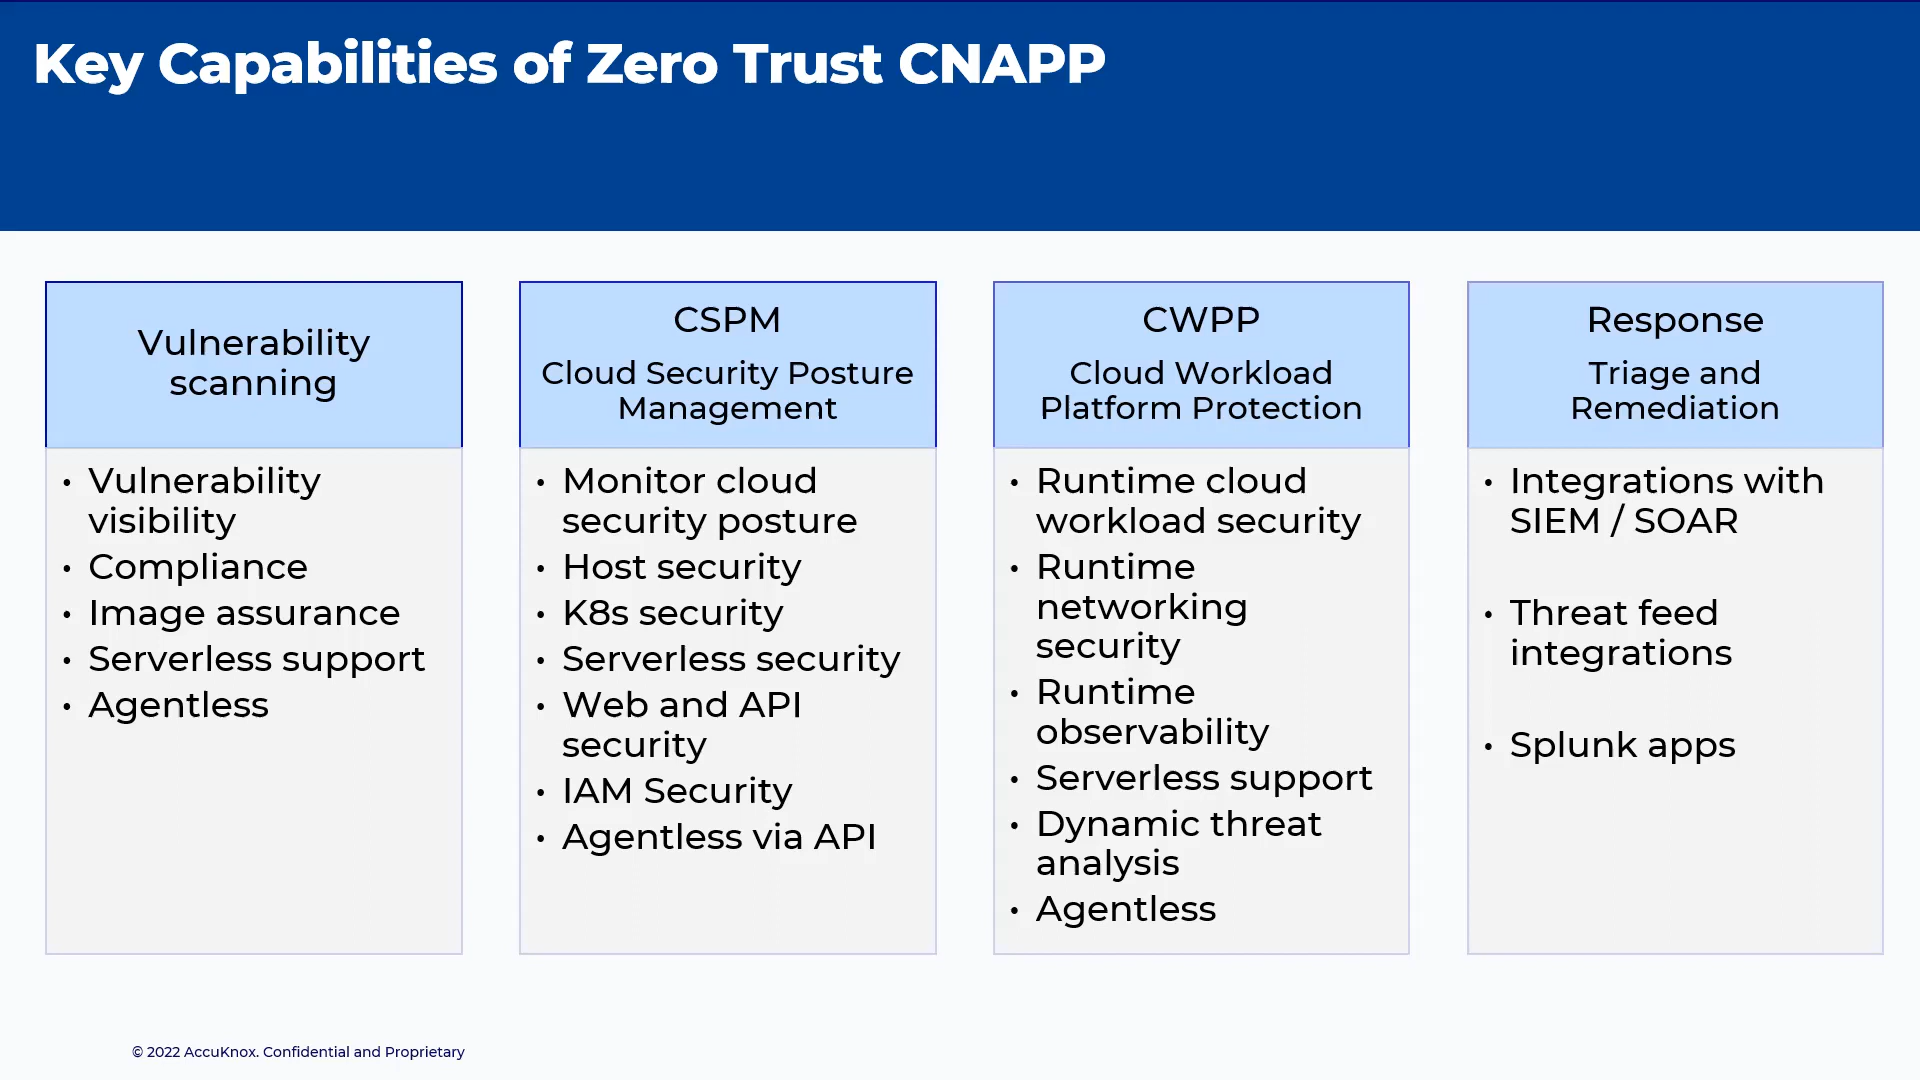 Key Capabilities of Zero Trust CNAPP
Vulnerability
scanning
• Vulnerability
visibility
• Compliance
• Image assurance
• Serverless support
• Agentless
CSPM
Cloud Security Posture
Management
• Monitor cloud
security posture
• Host security
• K8s security
• Serverless security
• Web and API
security
• IAM Security
• Agentless via API
CWPP
Cloud Workload
Platform Protection
• Runtime cloud
workload security
• Runtime
networking
security
• Runtime
observability
• Serverless support
• Dynamic threat
analysis
• Agentless
Response
Triage and
Remediation
• Integrations with
SIEM / SOAR
• Threat feed
integrations
• Splunk apps
© 2022 AccuKnox. Confidential and Proprietary